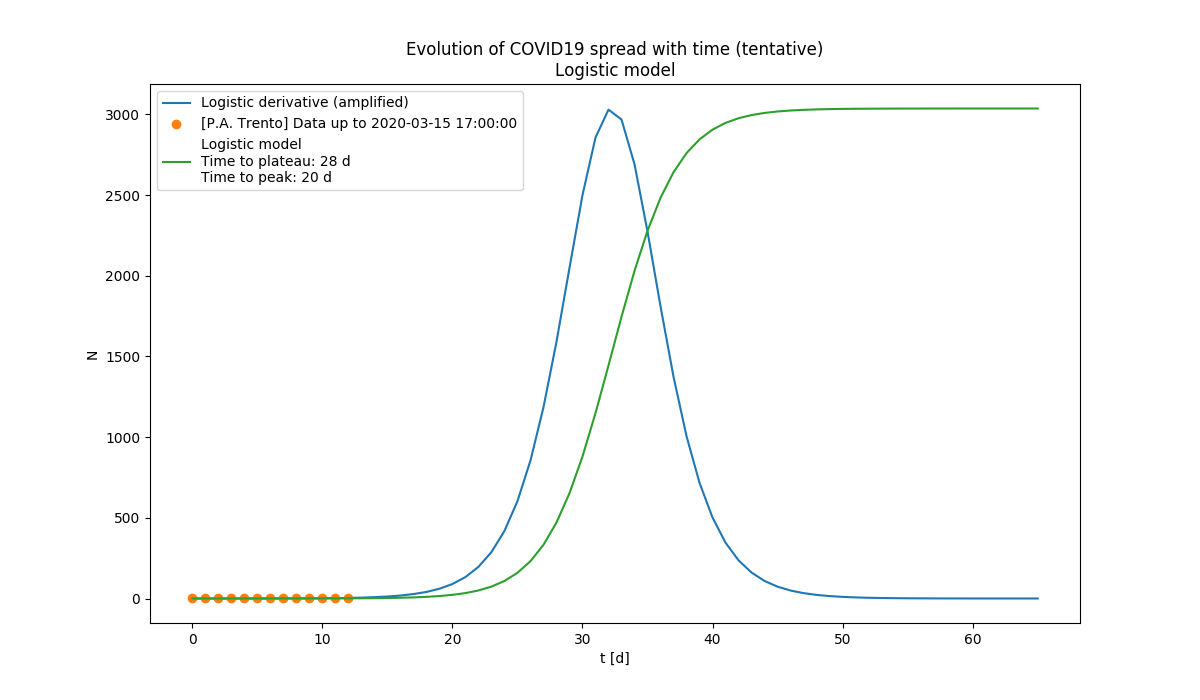 Evolution of COVID19 spread with time (tentative)
Logistic model
Logistic derivative (amplified)
[P.A. Trento] Data up to 2020-03-15 17:00:00
Logistic model
Time to plateau: 28 d
Time to peak: 20 d
3000
2500
2000
1500
1000
500
0
N
0 10 20 30 40 50 60
t [d]